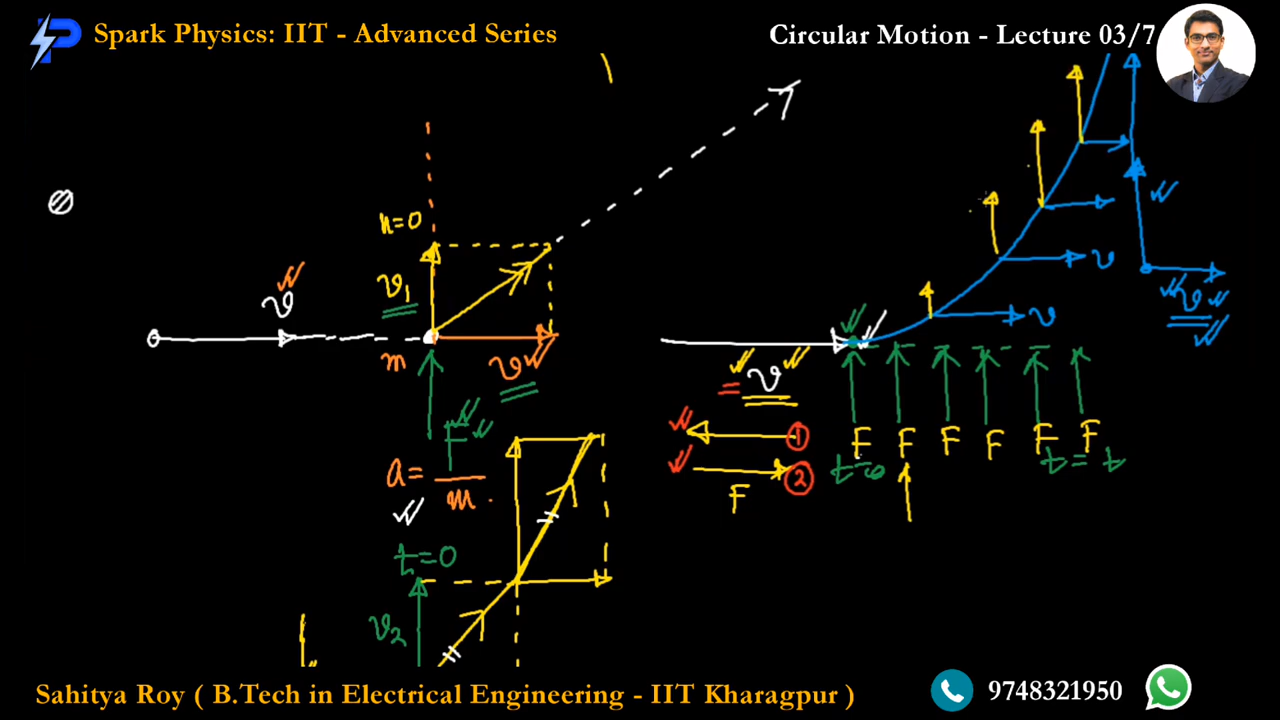 Spark Physics: IIT - Advanced Series
Circular Motion - Lecture 03/7
u=0
v₁
v
m
v
F
a = F/m
t=0
v₂
v
①
②
F
F F F F F F
t=0
t = t
v
v
v
Sahitya Roy ( B.Tech in Electrical Engineering - IIT Kharagpur )
9748321950